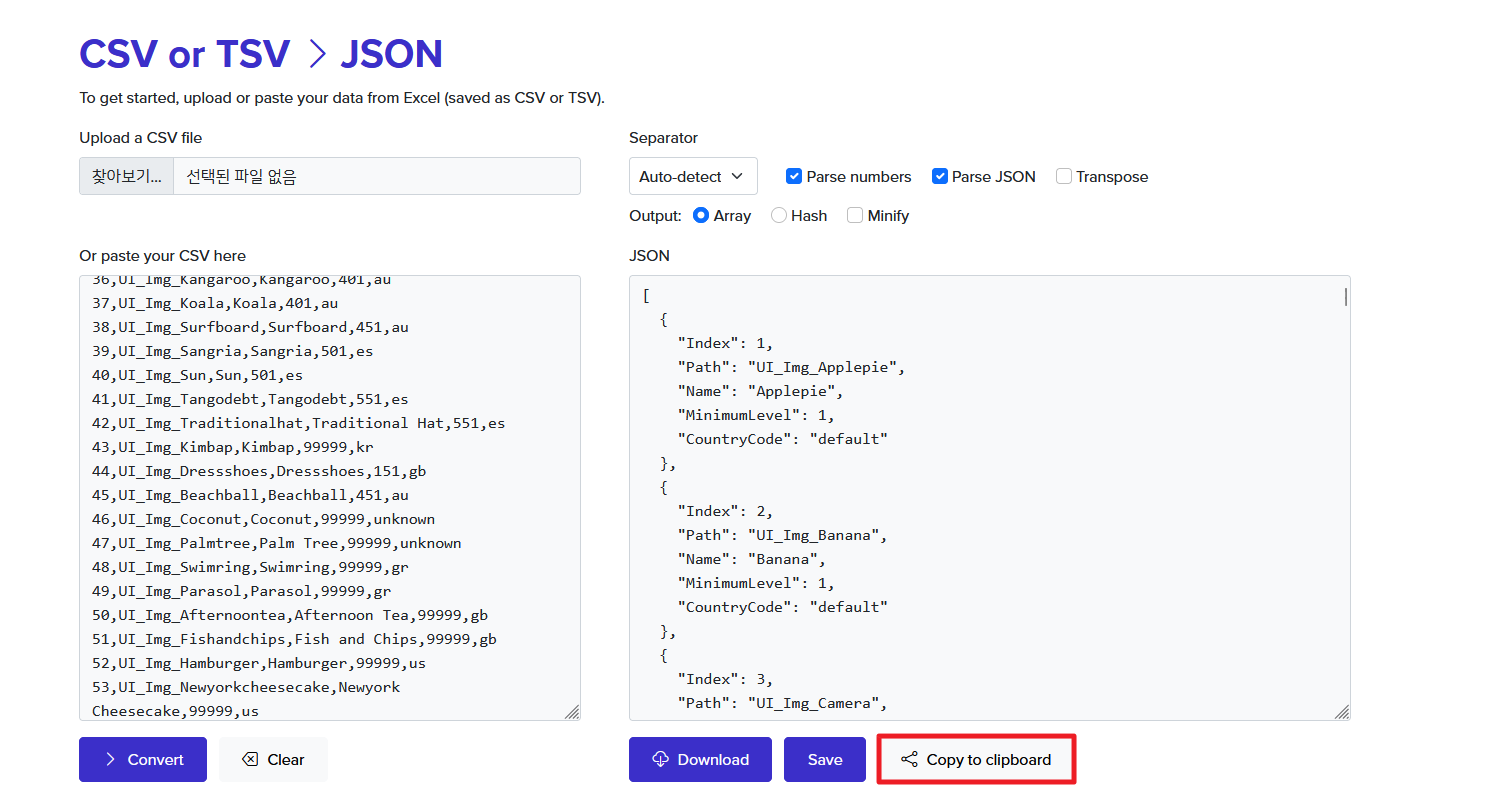 CSV or TSV > JSON
To get started, upload or paste your data from Excel (saved as CSV or TSV).
Upload a CSV file
찾아보기... 선택된 파일 없음
Separator
Auto-detect Parse numbers Parse JSON Transpose
Output: Array Hash Minify
Or paste your CSV here
36,UI_Img_Kangaroo,Kangaroo,401,au
37,UI_Img_Koala,Koala,401,au
38,UI_Img_Surfboard,Surfboard,451,au
39,UI_Img_Sangria,Sangria,501,es
40,UI_Img_Sun,Sun,501,es
41,UI_Img_Tangodebt,Tangodebt,551,es
42,UI_Img_Traditionalhat,Traditional Hat,551,es
43,UI_Img_Kimbap,Kimbap,99999,kr
44,UI_Img_Dressshoes,Dressshoes,151,gb
45,UI_Img_Beachball,Beachball,451,au
46,UI_Img_Coconut,Coconut,99999,unknown
47,UI_Img_Palmtree,Palm Tree,99999,unknown
48,UI_Img_Swimring,Swimring,99999,gr
49,UI_Img_Parasol,Parasol,99999,gr
50,UI_Img_Afternoontea,Afternoon Tea,99999,gb
51,UI_Img_Fishandchips,Fish and Chips,99999,gb
52,UI_Img_Hamburger,Hamburger,99999,us
53,UI_Img_Newyorkcheesecake,Newyork
Cheesecake,99999,us
Convert Clear
JSON
[
{
"Index": 1,
"Path": "UI_Img_Applepie",
"Name": "Applepie",
"MinimumLevel": 1,
"CountryCode": "default"
},
{
"Index": 2,
"Path": "UI_Img_Banana",
"Name": "Banana",
"MinimumLevel": 1,
"CountryCode": "default"
},
{
"Index": 3,
"Path": "UI_Img_Camera",
Download Save Copy to clipboard